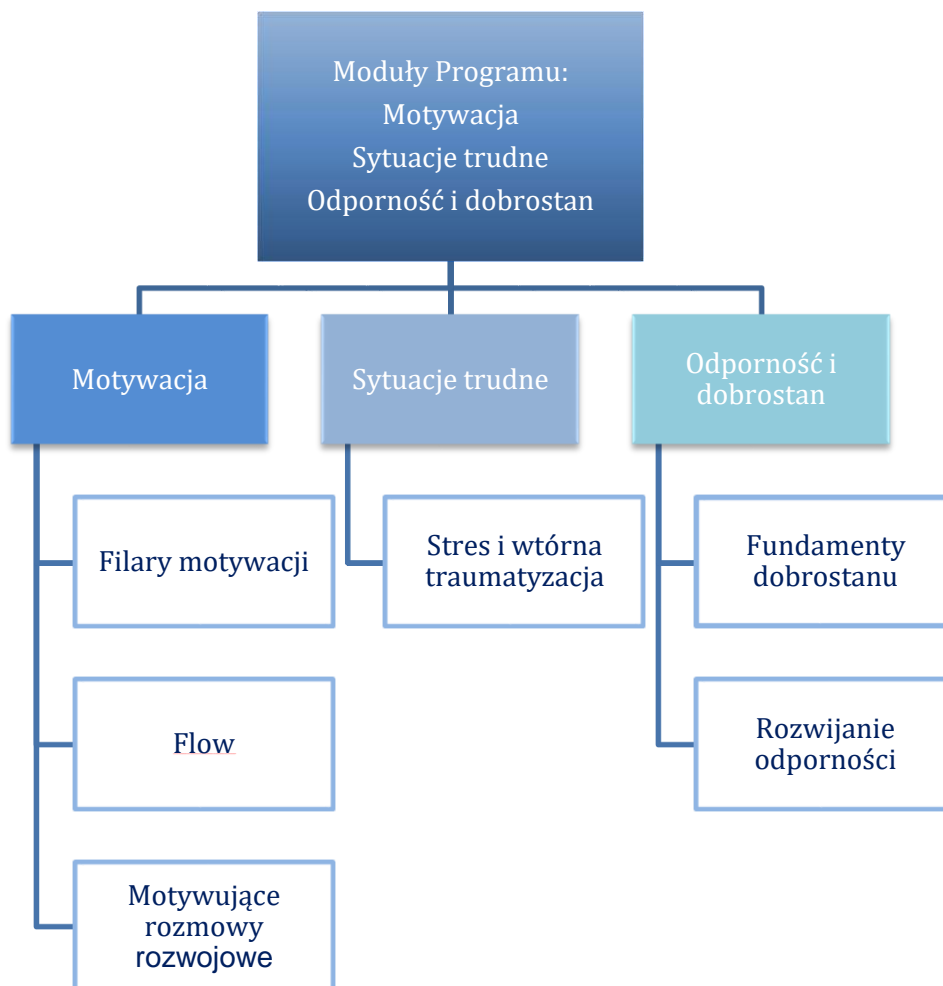 Moduły Programu:
Motywacja
Sytuacje trudne
Odporność i dobrostan
Motywacja
Sytuacje trudne
Odporność i
dobrostan
Filary motywacji
Stres i wtórna
traumatyzacja
Fundamenty
dobrostanu
Flow
Rozwijanie
odporności
Motywujące
rozmowy
rozwojowe